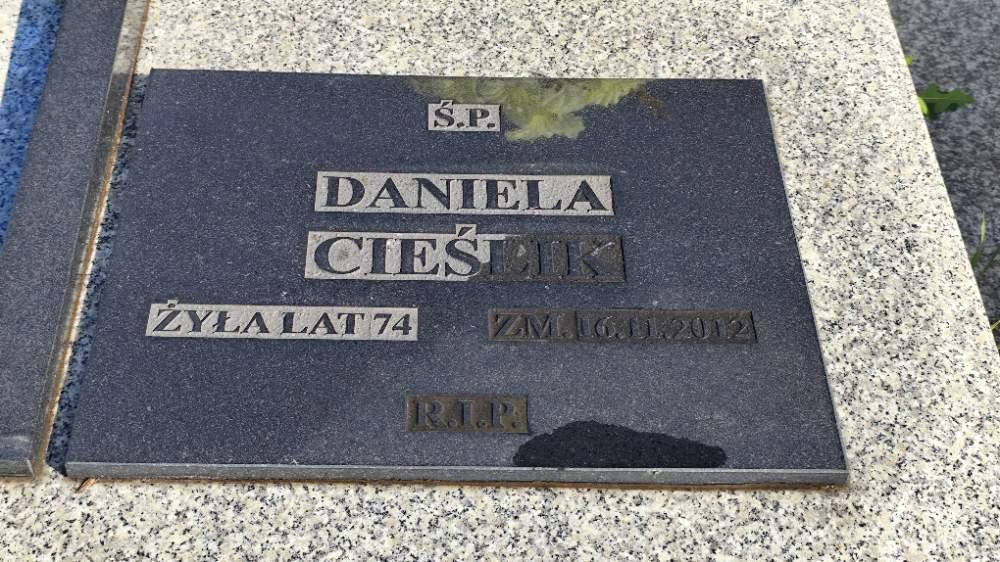 Ś.P.
DANIELA
CIEŚLIK
ŻYŁA LAT 74 ZM. 16.11.2012
R.I.P.